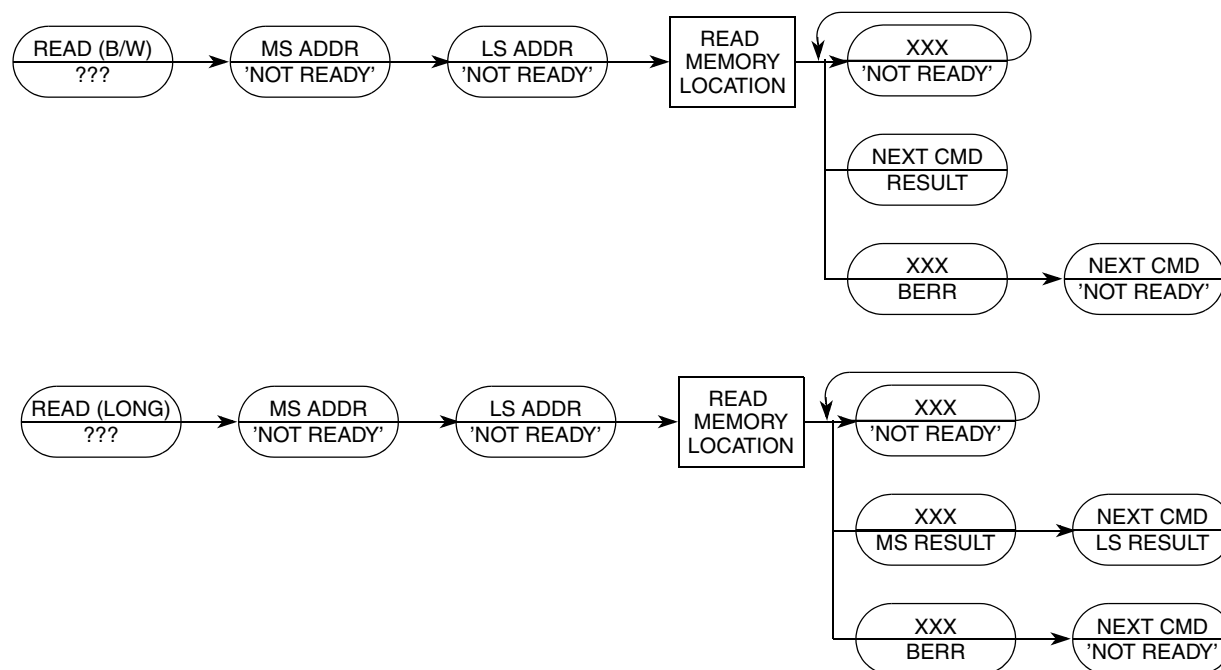 READ (B/W)
???
MS ADDR
'NOT READY'
LS ADDR
'NOT READY'
READ
MEMORY
LOCATION
XXX
'NOT READY'
NEXT CMD
RESULT
XXX
BERR
NEXT CMD
'NOT READY'
READ (LONG)
???
MS ADDR
'NOT READY'
LS ADDR
'NOT READY'
READ
MEMORY
LOCATION
XXX
'NOT READY'
XXX
MS RESULT
NEXT CMD
LS RESULT
XXX
BERR
NEXT CMD
'NOT READY'